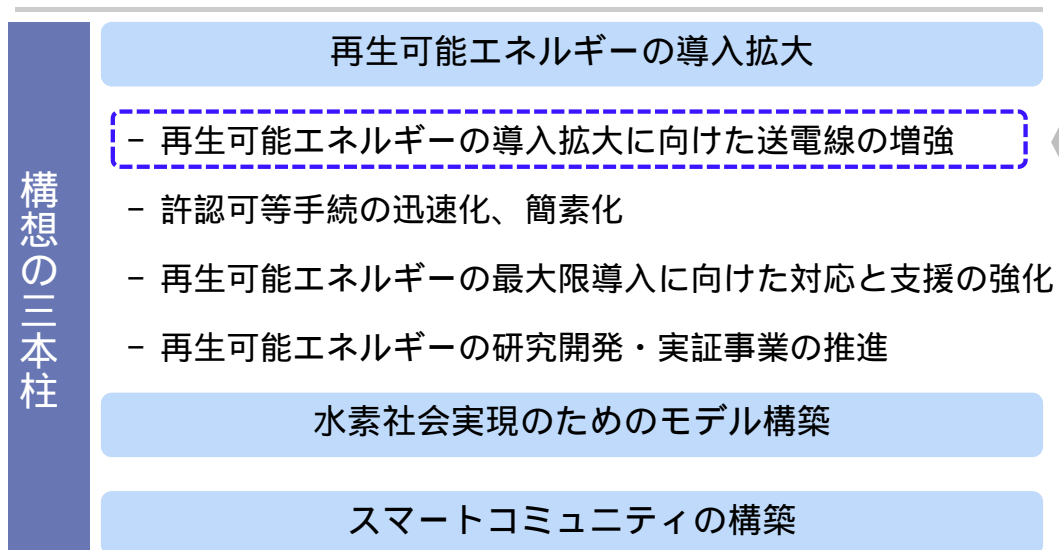 構想の三本柱
再生可能エネルギーの導入拡大
− 再生可能エネルギーの導入拡大に向けた送電線の増強
− 許認可等手続の迅速化、簡素化
− 再生可能エネルギーの最大限導入に向けた対応と支援の強化
− 再生可能エネルギーの研究開発・実証事業の推進
水素社会実現のためのモデル構築
スマートコミュニティの構築